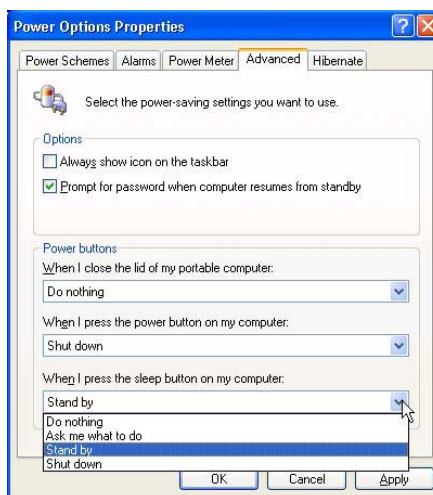 Power Options Properties
Power Schemes Alarms Power Meter Advanced Hibernate
Select the power-saving settings you want to use.
Options
Always show icon on the taskbar
Prompt for password when computer resumes from standby
Power buttons
When I close the lid of my portable computer:
Do nothing
When I press the power button on my computer:
Shut down
When I press the sleep button on my computer:
Stand by
Do nothing
Ask me what to do
Stand by
Shut down
OK Cancel Apply